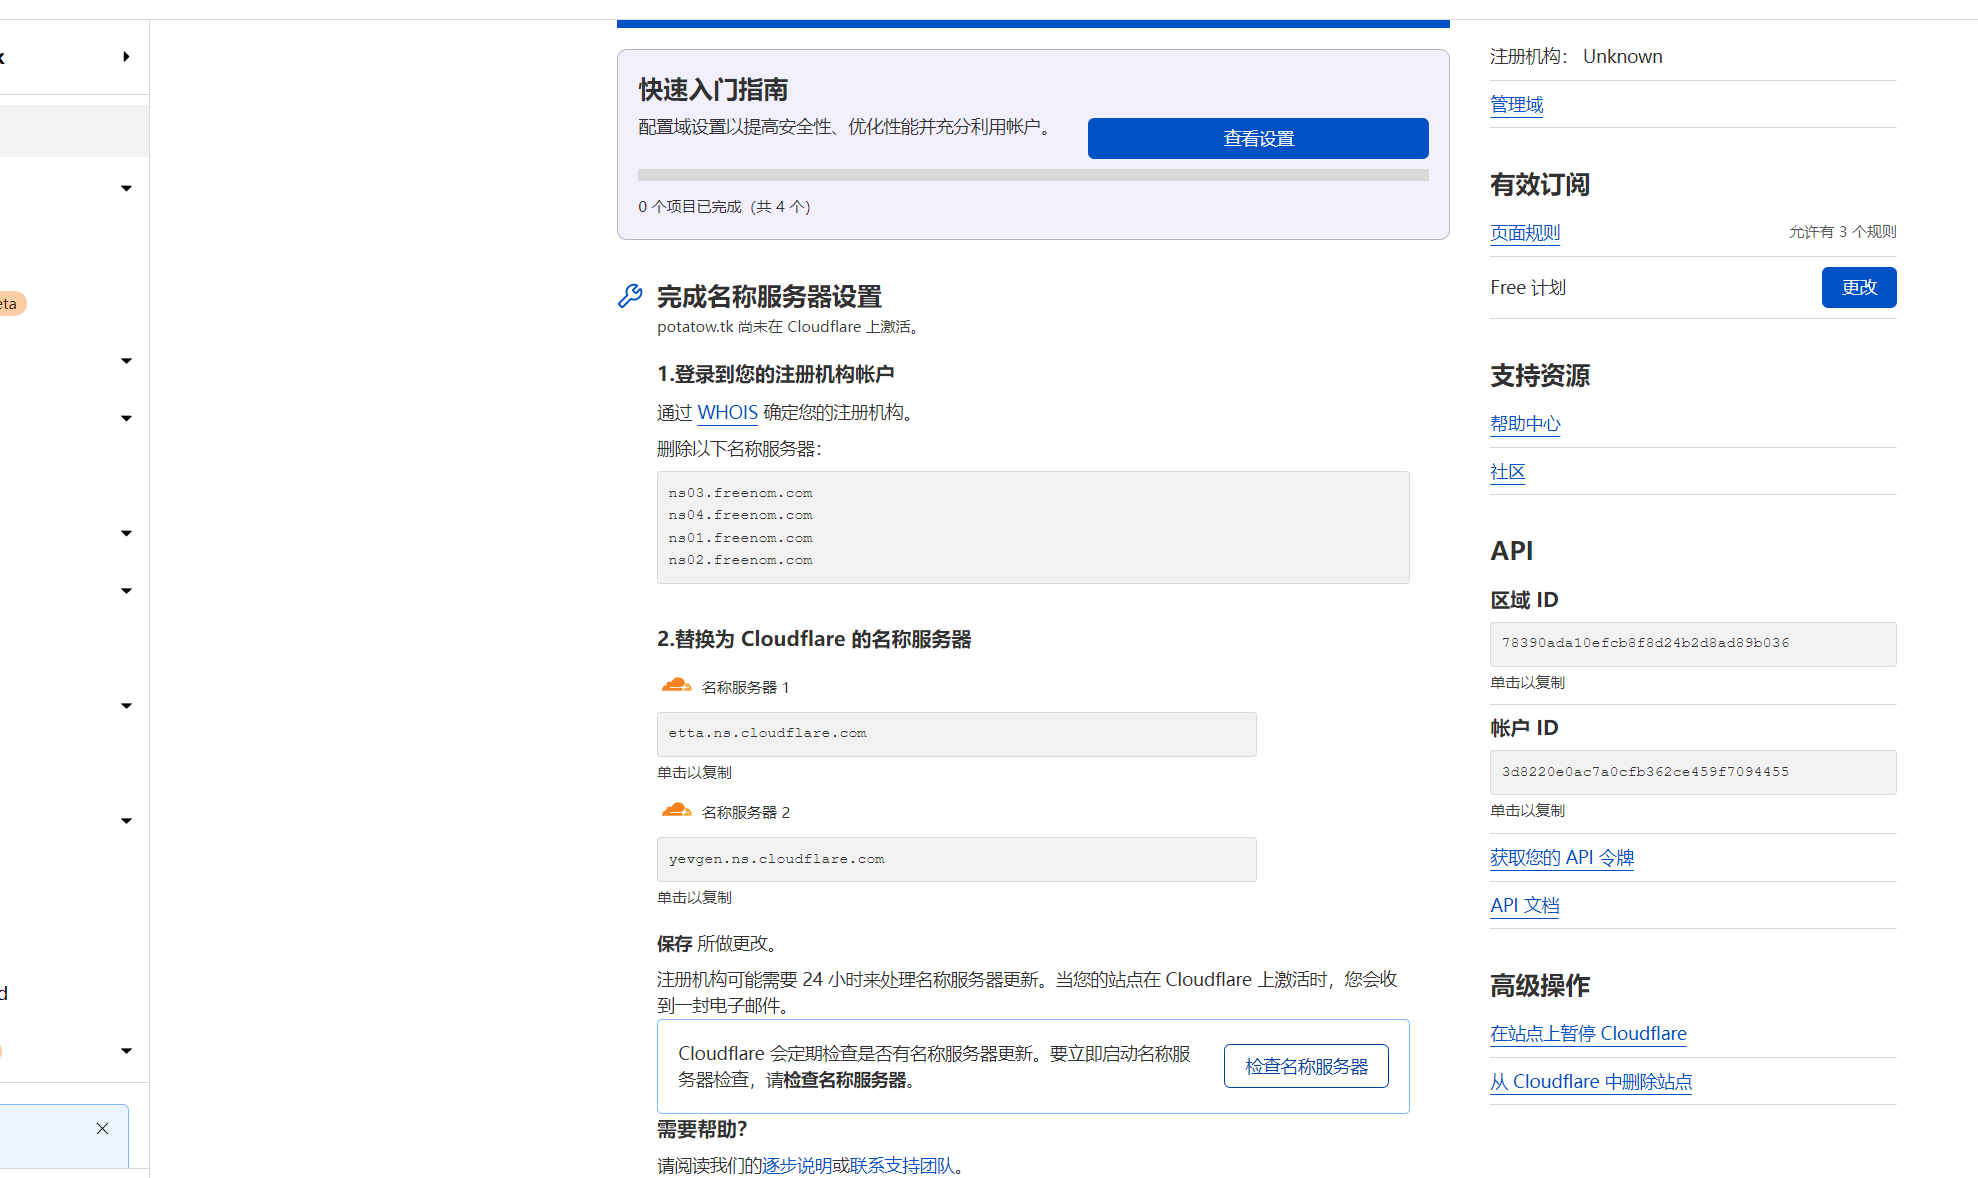 eta
d
快速入门指南
配置域设置以提高安全性、优化性能并充分利用帐户。
查看设置
0 个项目已完成（共 4 个）
完成名称服务器设置
potatow.tk 尚未在 Cloudflare 上激活。
1.登录到您的注册机构帐户
通过 WHOIS 确定您的注册机构。
删除以下名称服务器：
ns03.freenom.com
ns04.freenom.com
ns01.freenom.com
ns02.freenom.com
2.替换为 Cloudflare 的名称服务器
名称服务器 1
etta.ns.cloudflare.com
单击以复制
名称服务器 2
yevgen.ns.cloudflare.com
单击以复制
保存 所做更改。
注册机构可能需要 24 小时来处理名称服务器更新。当您的站点在 Cloudflare 上激活时，您会收
到一封电子邮件。
Cloudflare 会定期检查是否有名称服务器更新。要立即启动名称服
务器检查，请检查名称服务器。
检查名称服务器
需要帮助?
请阅读我们的逐步说明或联系支持团队。
注册机构： Unknown
管理域
有效订阅
页面规则 允许有 3 个规则
Free 计划 更改
支持资源
帮助中心
社区
API
区域 ID
78390ada10efcb8f8d24b2d8ad89b036
单击以复制
帐户 ID
3d8220e0ac7a0cfb362ce459f7094455
单击以复制
获取您的 API 令牌
API 文档
高级操作
在站点上暂停 Cloudflare
从 Cloudflare 中删除站点